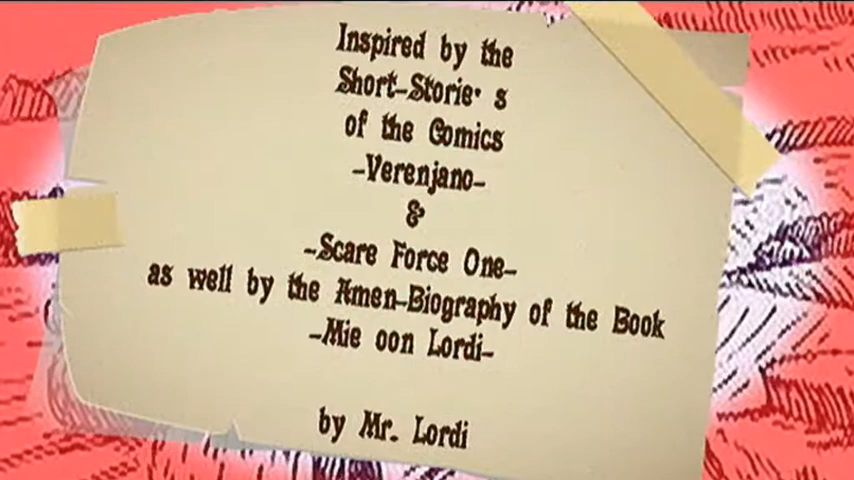 Inspired by the
Short-Storie' s
of the Comics
-Verenjano-
&
-Scare Force One-
as well by the Amen-Biography of the Book
-Mie oon Lordi-
by Mr. Lordi